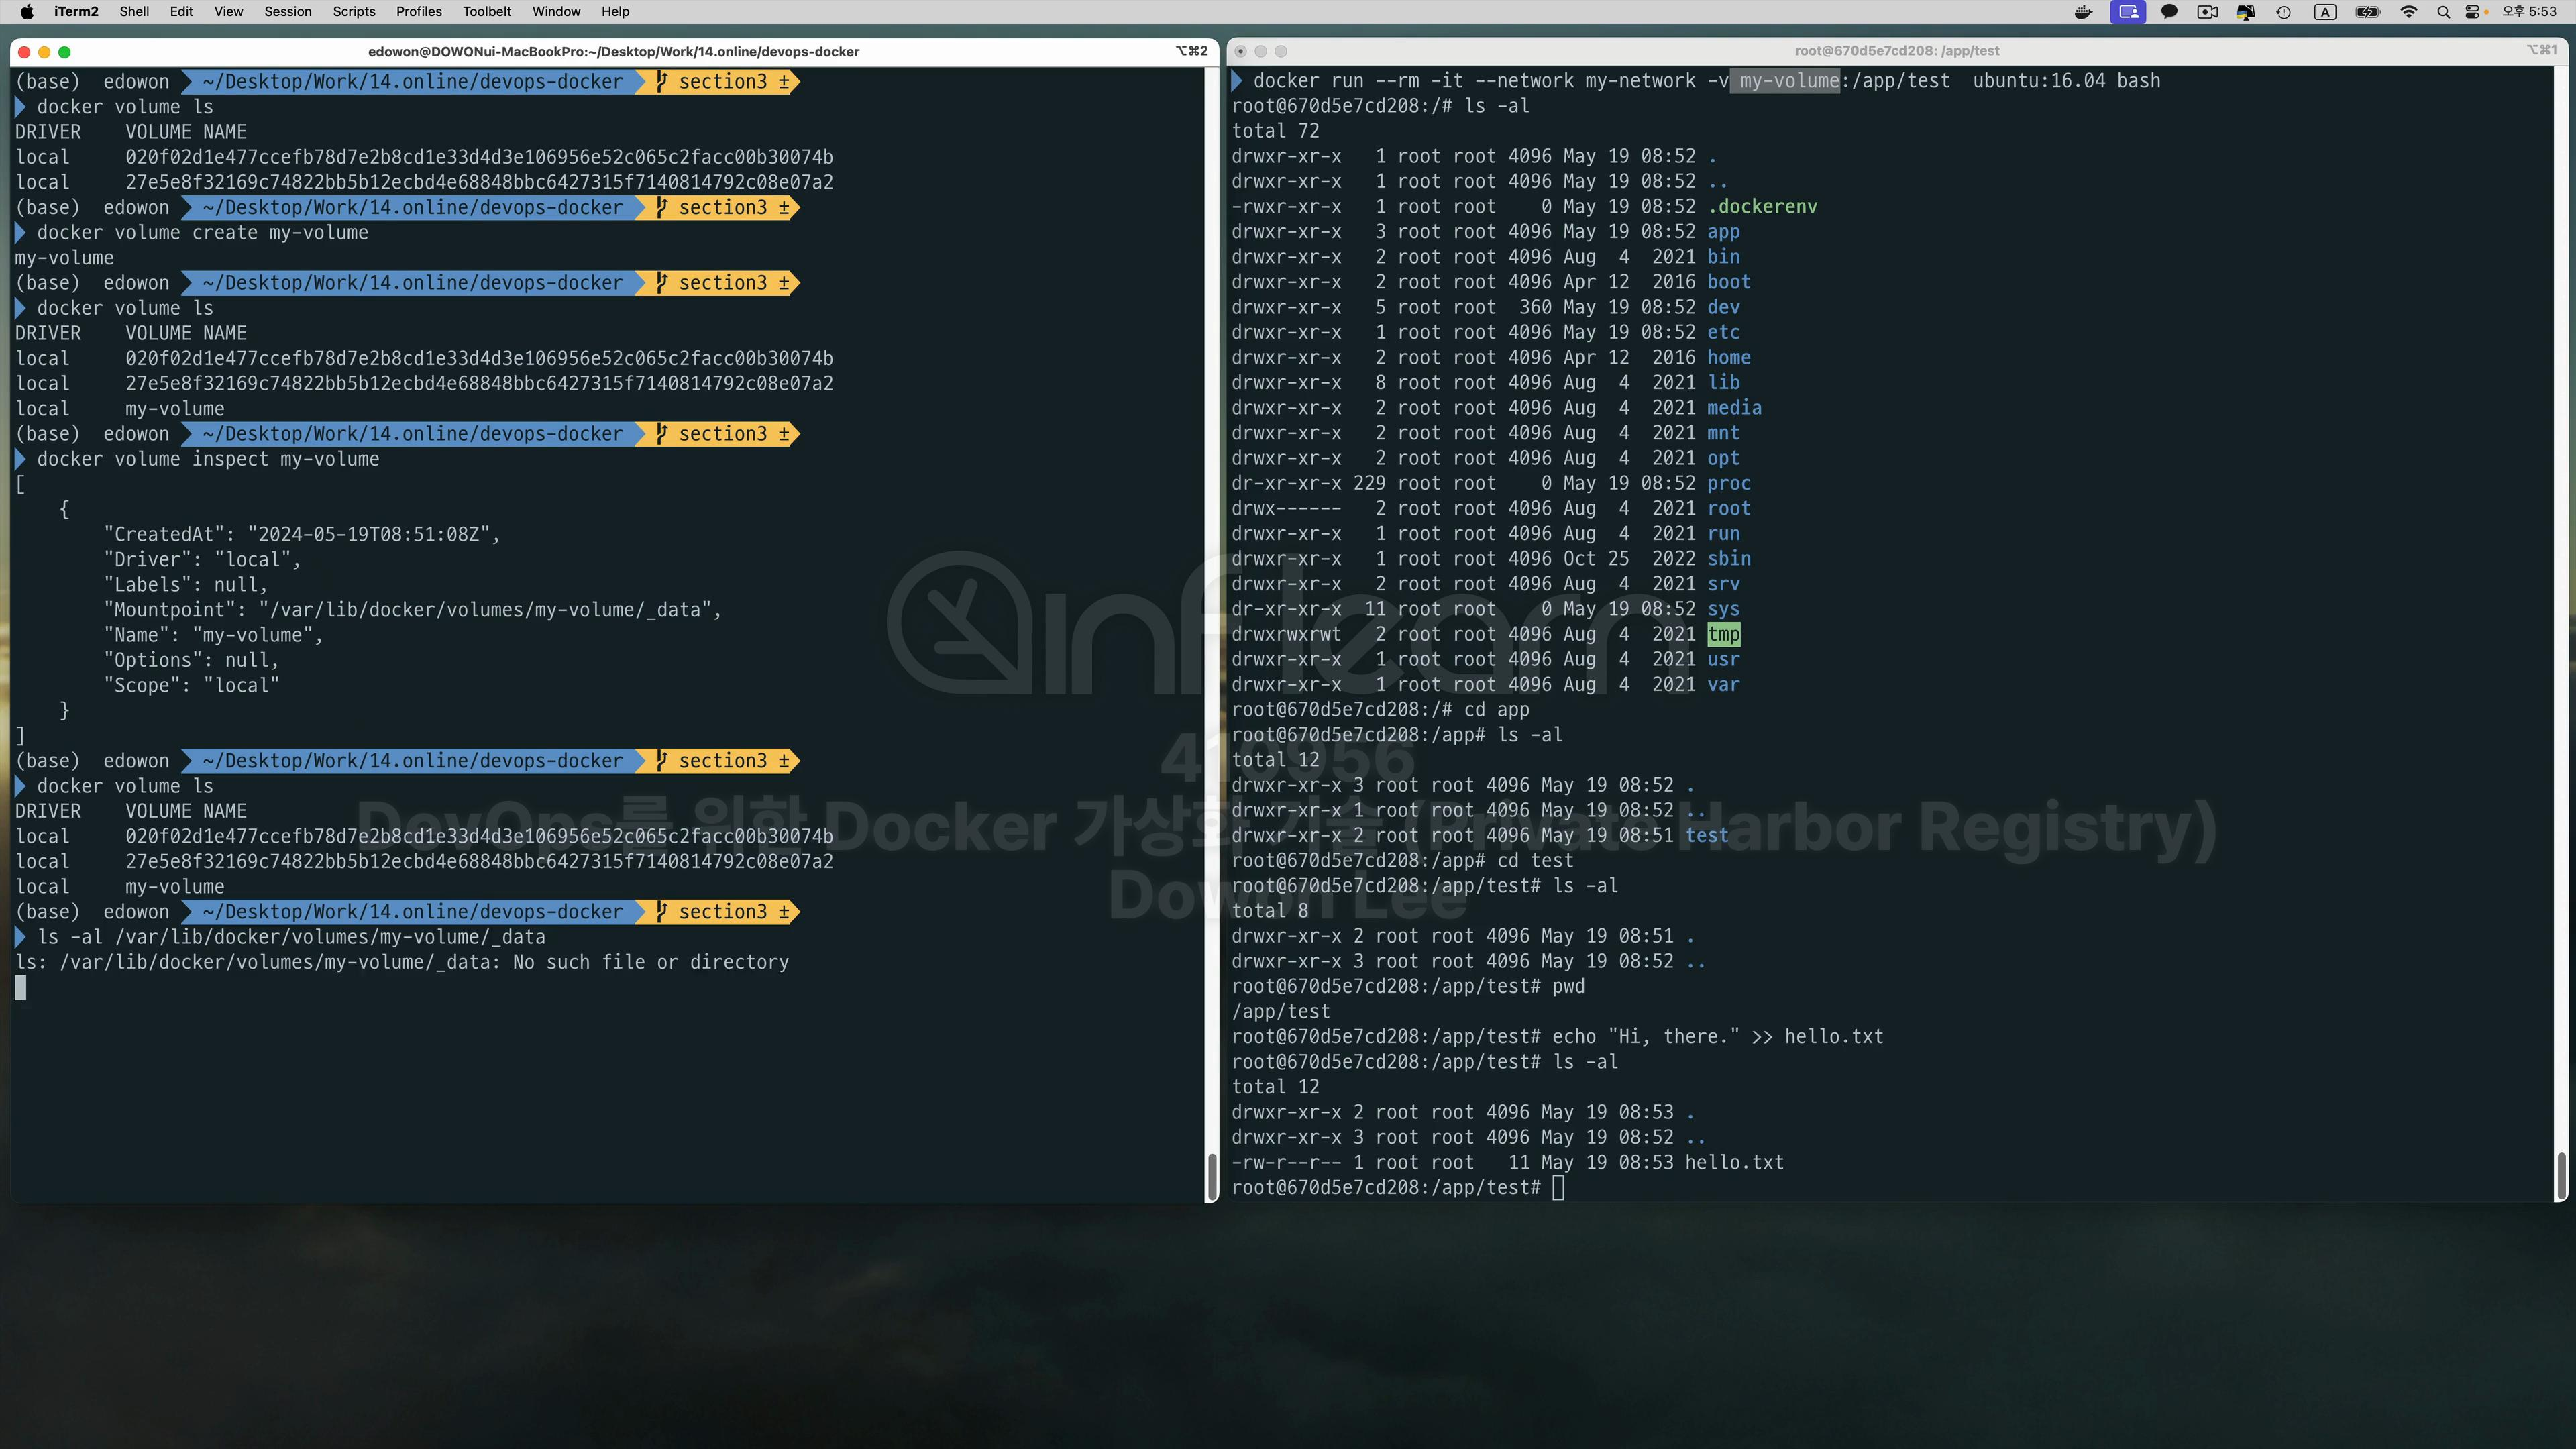 iTerm2 Shell Edit View Session Scripts Profiles Toolbelt Window Help
A 오후 5:53
edowon@DOWONui-MacBookPro:~/Desktop/Work/14.online/devops-docker ⌥⌘2
(base) edowon ~/Desktop/Work/14.online/devops-docker section3 ±
docker volume ls
DRIVER VOLUME NAME
local 020f02d1e477ccefb78d7e2b8cd1e33d4d3e106956e52c065c2facc00b30074b
local 27e5e8f32169c74822bb5b12ecbd4e68848bbc6427315f7140814792c08e07a2
(base) edowon ~/Desktop/Work/14.online/devops-docker section3 ±
docker volume create my-volume
my-volume
(base) edowon ~/Desktop/Work/14.online/devops-docker section3 ±
docker volume ls
DRIVER VOLUME NAME
local 020f02d1e477ccefb78d7e2b8cd1e33d4d3e106956e52c065c2facc00b30074b
local 27e5e8f32169c74822bb5b12ecbd4e68848bbc6427315f7140814792c08e07a2
local my-volume
(base) edowon ~/Desktop/Work/14.online/devops-docker section3 ±
docker volume inspect my-volume
[
{
"CreatedAt": "2024-05-19T08:51:08Z",
"Driver": "local",
"Labels": null,
"Mountpoint": "/var/lib/docker/volumes/my-volume/_data",
"Name": "my-volume",
"Options": null,
"Scope": "local"
}
]
(base) edowon ~/Desktop/Work/14.online/devops-docker section3 ±
docker volume ls
DRIVER VOLUME NAME
local 020f02d1e477ccefb78d7e2b8cd1e33d4d3e106956e52c065c2facc00b30074b
local 27e5e8f32169c74822bb5b12ecbd4e68848bbc6427315f7140814792c08e07a2
local my-volume
(base) edowon ~/Desktop/Work/14.online/devops-docker section3 ±
ls -al /var/lib/docker/volumes/my-volume/_data
ls: /var/lib/docker/volumes/my-volume/_data: No such file or directory
root@670d5e7cd208: /app/test ⌥⌘1
docker run --rm -it --network my-network -v my-volume:/app/test ubuntu:16.04 bash
root@670d5e7cd208:/# ls -al
total 72
drwxr-xr-x 1 root root 4096 May 19 08:52 .
drwxr-xr-x 1 root root 4096 May 19 08:52 ..
-rwxr-xr-x 1 root root 0 May 19 08:52 .dockerenv
drwxr-xr-x 3 root root 4096 May 19 08:52 app
drwxr-xr-x 2 root root 4096 Aug 4 2021 bin
drwxr-xr-x 2 root root 4096 Apr 12 2016 boot
drwxr-xr-x 5 root root 360 May 19 08:52 dev
drwxr-xr-x 1 root root 4096 May 19 08:52 etc
drwxr-xr-x 2 root root 4096 Apr 12 2016 home
drwxr-xr-x 8 root root 4096 Aug 4 2021 lib
drwxr-xr-x 2 root root 4096 Aug 4 2021 media
drwxr-xr-x 2 root root 4096 Aug 4 2021 mnt
drwxr-xr-x 2 root root 4096 Aug 4 2021 opt
dr-xr-xr-x 229 root root 0 May 19 08:52 proc
drwx------ 2 root root 4096 Aug 4 2021 root
drwxr-xr-x 1 root root 4096 Aug 4 2021 run
drwxr-xr-x 1 root root 4096 Oct 25 2022 sbin
drwxr-xr-x 2 root root 4096 Aug 4 2021 srv
dr-xr-xr-x 11 root root 0 May 19 08:52 sys
drwxrwxrwt 2 root root 4096 Aug 4 2021 tmp
drwxr-xr-x 1 root root 4096 Aug 4 2021 usr
drwxr-xr-x 1 root root 4096 Aug 4 2021 var
root@670d5e7cd208:/# cd app
root@670d5e7cd208:/app# ls -al
total 12
drwxr-xr-x 3 root root 4096 May 19 08:52 .
drwxr-xr-x 1 root root 4096 May 19 08:52 ..
drwxr-xr-x 2 root root 4096 May 19 08:51 test
root@670d5e7cd208:/app# cd test
root@670d5e7cd208:/app/test# ls -al
total 8
drwxr-xr-x 2 root root 4096 May 19 08:51 .
drwxr-xr-x 3 root root 4096 May 19 08:52 ..
root@670d5e7cd208:/app/test# pwd
/app/test
root@670d5e7cd208:/app/test# echo "Hi, there." >> hello.txt
root@670d5e7cd208:/app/test# ls -al
total 12
drwxr-xr-x 2 root root 4096 May 19 08:53 .
drwxr-xr-x 3 root root 4096 May 19 08:52 ..
-rw-r--r-- 1 root root 11 May 19 08:53 hello.txt
root@670d5e7cd208:/app/test#
inflearn
410956
DevOps를 위한 Docker 가상화 기술 (Private Harbor Registry)
Dowon Lee